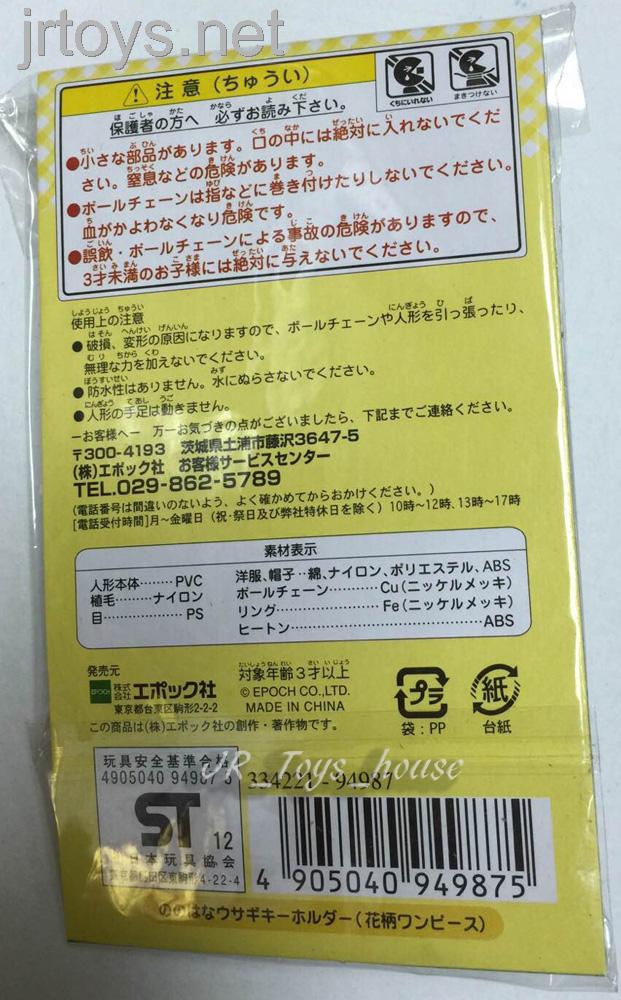 jrtoys.net
注意（ちゅうい）
保護者の方へ 必ずお読み下さい。
くちにいれない
まきつけない
●小さな部品があります。口の中には絶対に入れないでくだ
さい。窒息などの危険があります。
●ボールチェーンは指などに巻き付けたりしないでください。
血がかよわなくなり危険です。
●誤飲・ボールチェーンによる事故の危険がありますので、
3才未満のお子様には絶対に与えないでください。
使用上の注意
●破損、変形の原因になりますので、ボールチェーンや人形を引っ張ったり、
無理な力を加えないでください。
●防水性はありません。水にぬらさないでください。
●人形の手足は動きません。
−お客様へ− 万一お気づきの点がございましたら、下記までご連絡ください。
〒300-4193 茨城県土浦市藤沢3647-5
(株)エポック社 お客様サービスセンター
TEL.029-862-5789
(電話番号は間違いのないよう、よく確かめてからおかけください。)
[電話受付時間]月〜金曜日（祝・祭日及び弊社特休日を除く）10時〜12時、13時〜17時
素材表示
人形本体……… PVC
植毛………ナイロン
目……………… PS
洋服、帽子‥綿、ナイロン、ポリエステル、ABS
ボールチェーン………Cu(ニッケルメッキ)
リング………………Fe(ニッケルメッキ)
ヒートン……………………………ABS
発売元
EPOCH 株式会社 エポック社
東京都台東区駒形2-2-2
対象年齢3才以上
© EPOCH CO.,LTD.
MADE IN CHINA
プラ
袋：PP
紙
台紙
この商品は(株)エポック社の創作・著作物です。
玩具安全基準合格
4905040 94987 5
ST 12
日本玩具協会
東京都墨田区東駒形4-22-4
JR_Toys_house
334221-94987
4 905040 949875
ののはなウサギキーホルダー（花柄ワンピース）